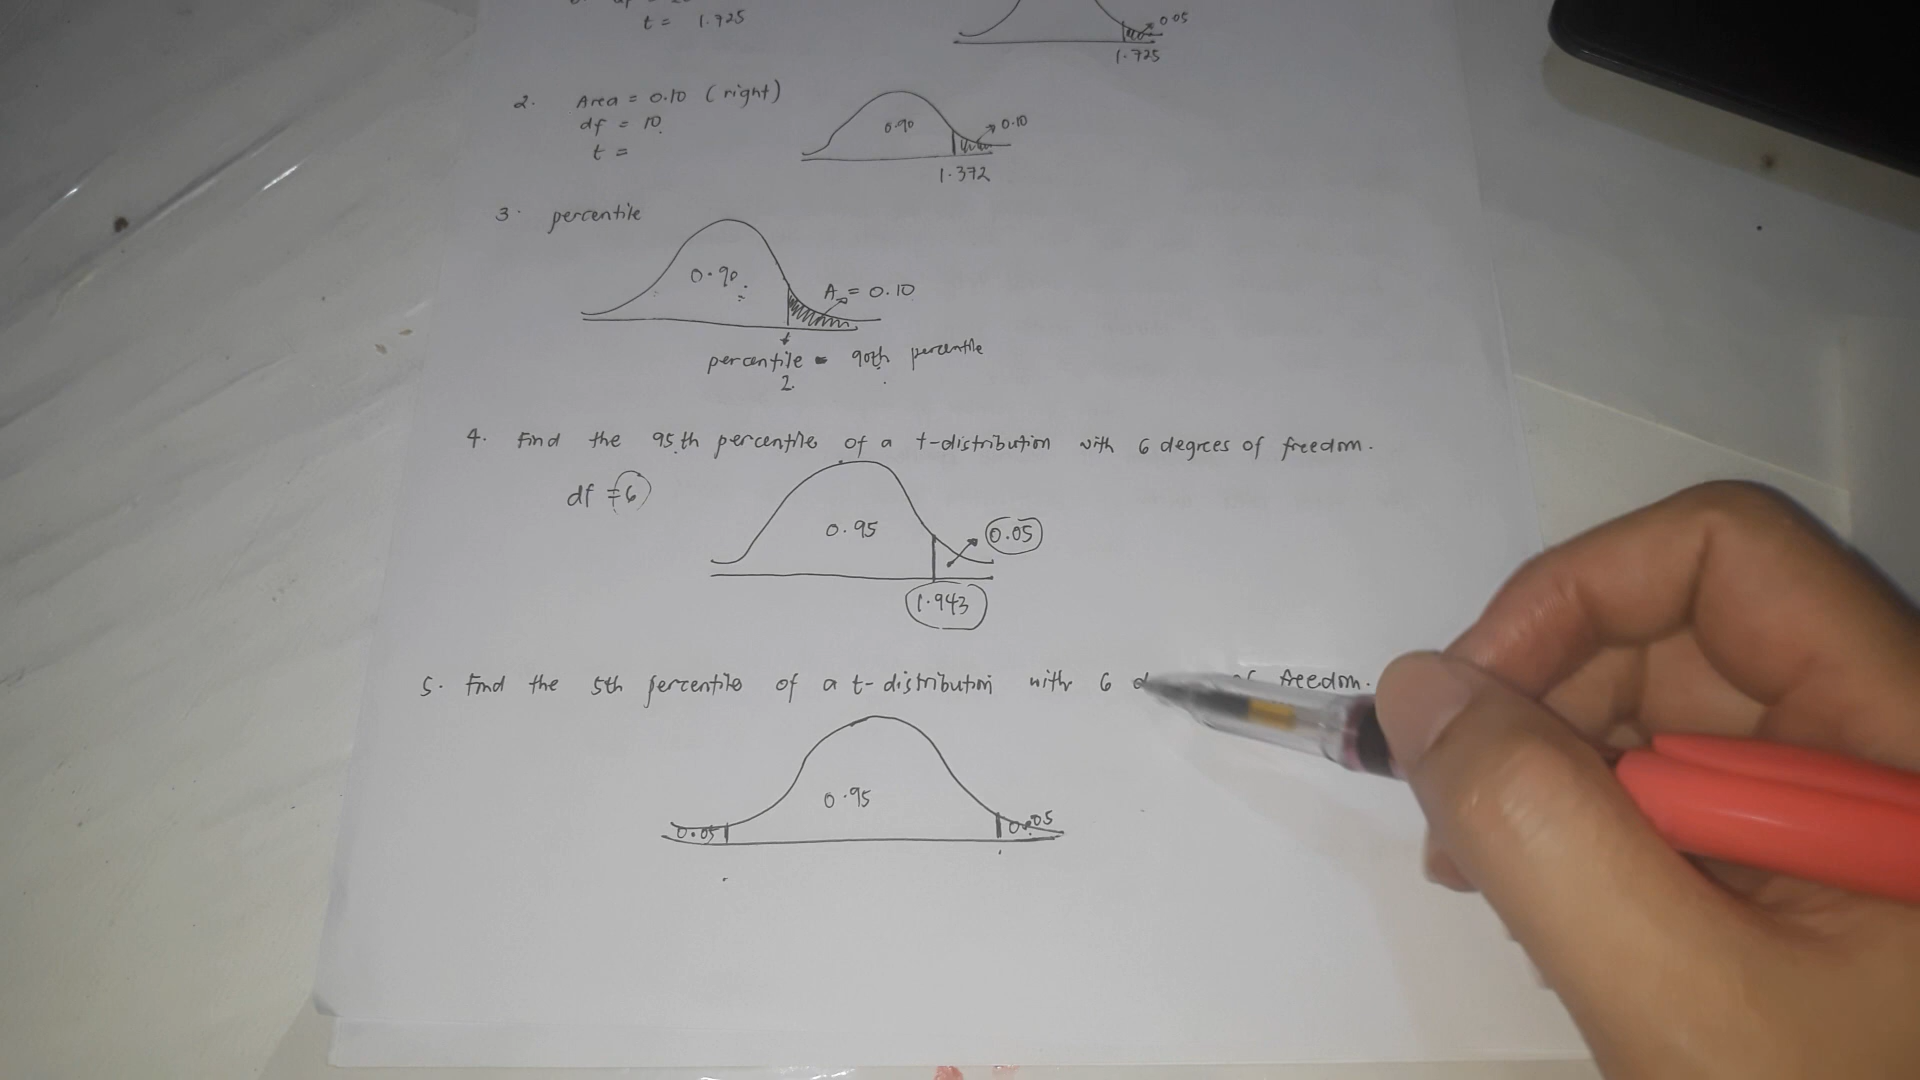 t = 1.725
0.05
1.725
2. Area = 0.10 (right)
df = 10
t =
0.90
0.10
1.372
3. percentile
0.90
A = 0.10
percentile = 90th percentile
2.
4. Find the 95th percentile of a t-distribution with 6 degrees of freedom.
df = 6
0.95
0.05
1.943
5. Find the 5th percentile of a t-distribution with 6 of freedom.
0.95
0.05
0.05